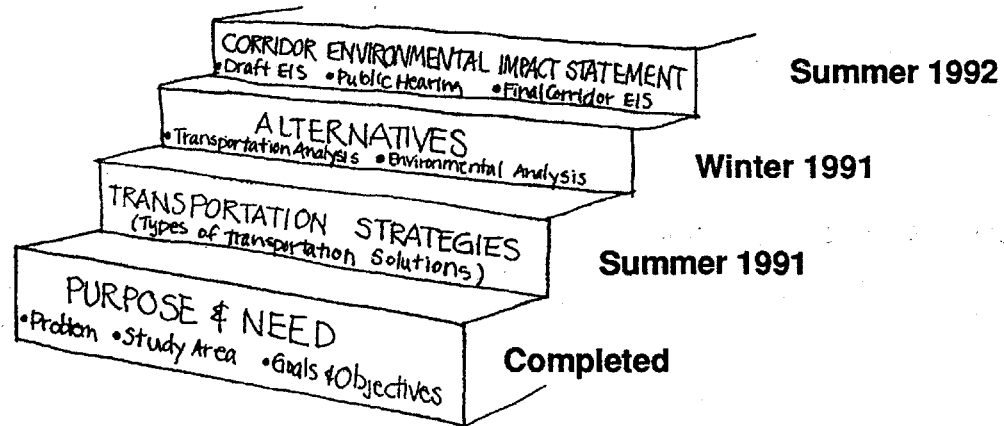 CORRIDOR ENVIRONMENTAL IMPACT STATEMENT
•Draft EIS •Public Hearing •Final Corridor EIS
Summer 1992
ALTERNATIVES
•Transportation Analysis •Environmental Analysis
Winter 1991
TRANSPORTATION STRATEGIES
(Types of Transportation Solutions)
Summer 1991
PURPOSE & NEED
•Problem •Study Area •Goals & Objectives
Completed